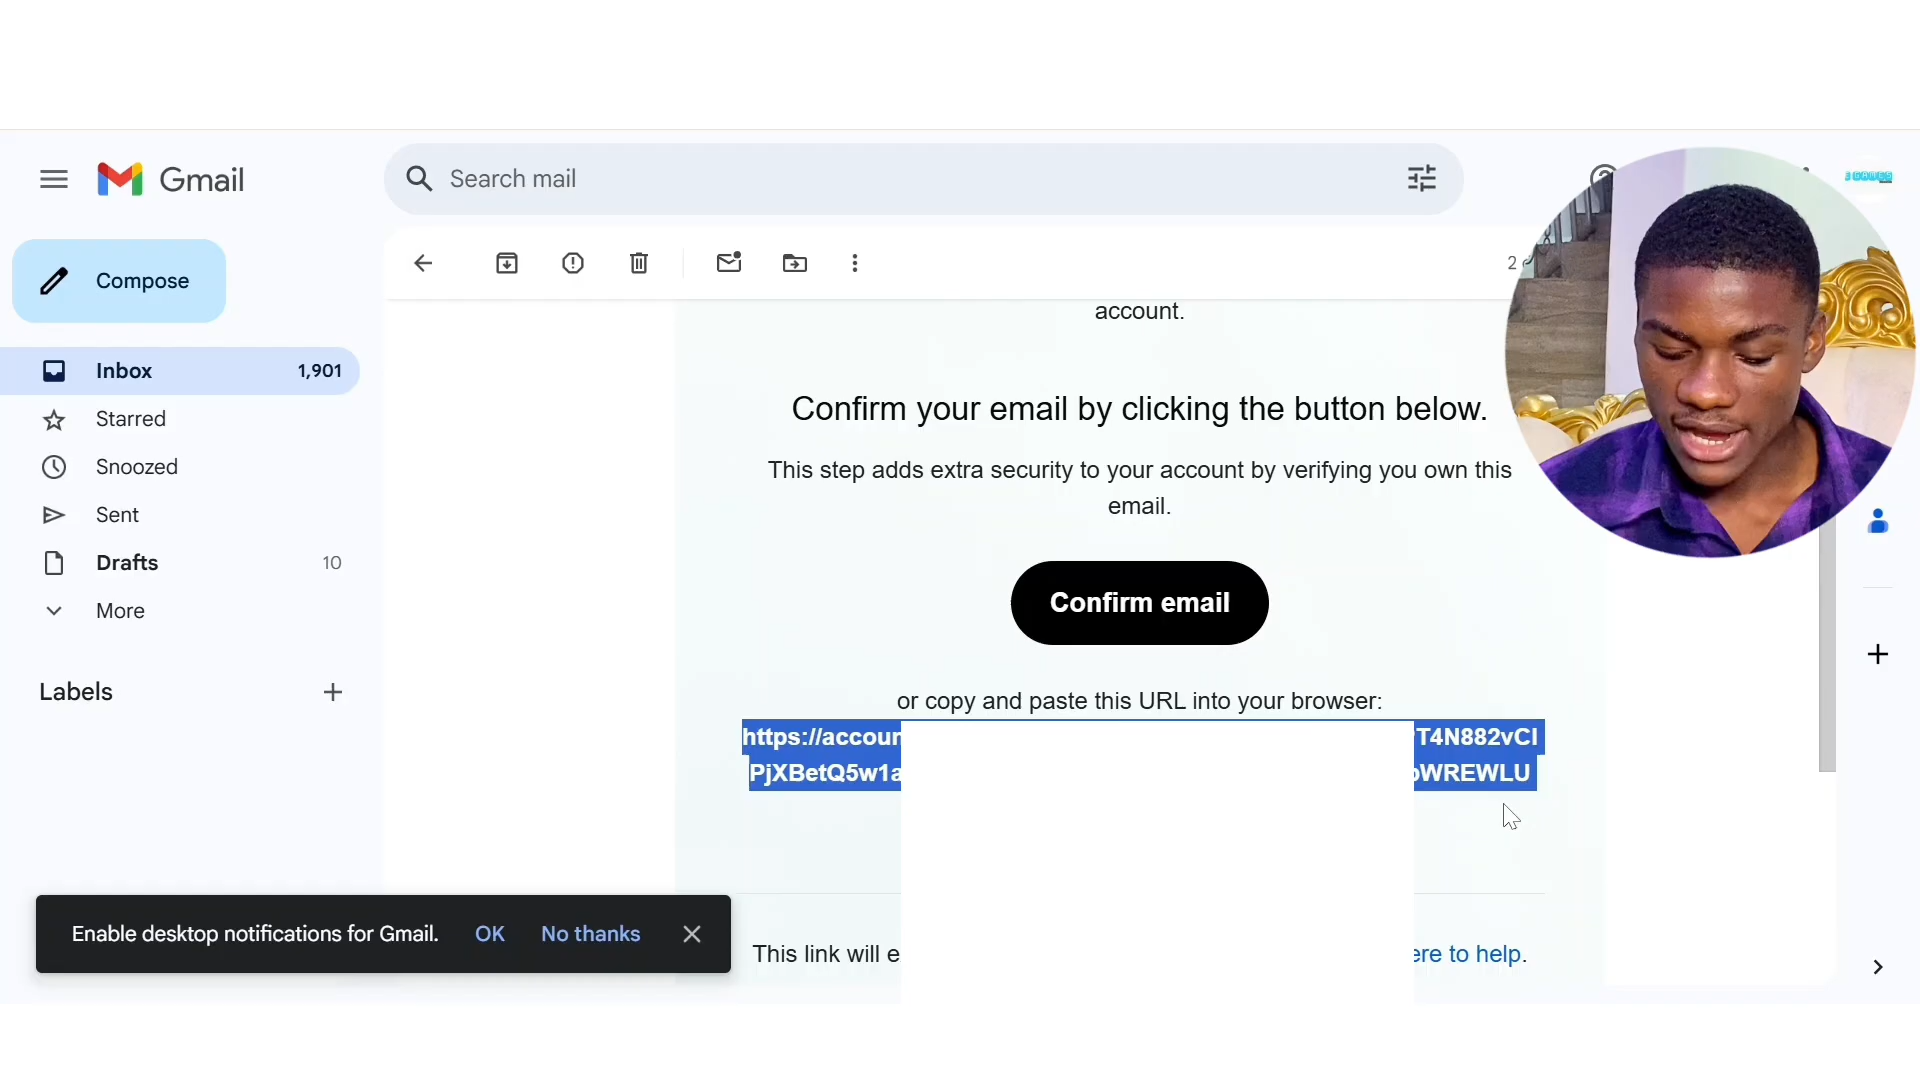 Gmail
Search mail
Compose
2
Inbox 1,901
Starred
Snoozed
Sent
Drafts 10
More
Labels
account.
Confirm your email by clicking the button below.
This step adds extra security to your account by verifying you own this
email.
Confirm email
or copy and paste this URL into your browser:
https://accoun T4N882vCI
PjXBetQ5w1a WREWLU
This link will e ere to help.
Enable desktop notifications for Gmail. OK No thanks